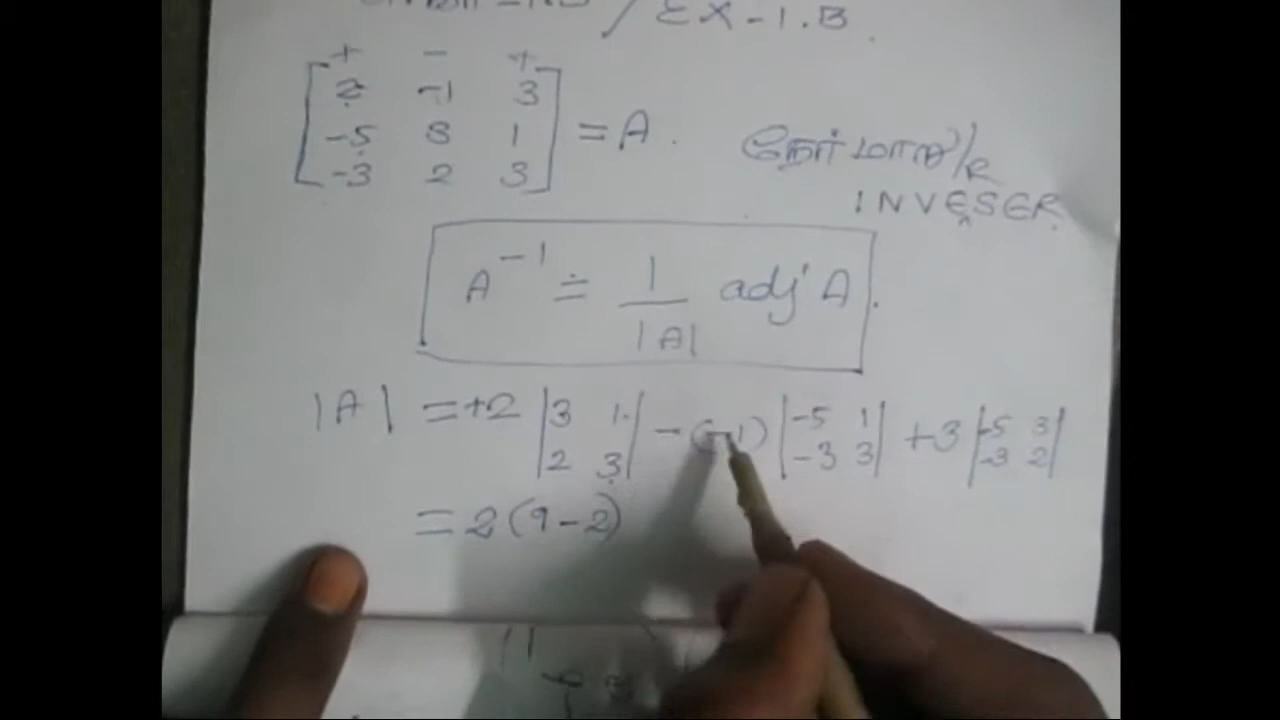 / EX-1.B.
+ - +
2 -1 3
-5 3 1 = A.
-3 2 3
நேர்மாறு/R
INVESER.
A⁻¹ = 1/|A| adj A.
|A| = +2 |3 1| - (-1) |-5 1| + 3 |-5 3|
|2 3| |-3 3| |-3 2|
= 2(9-2)